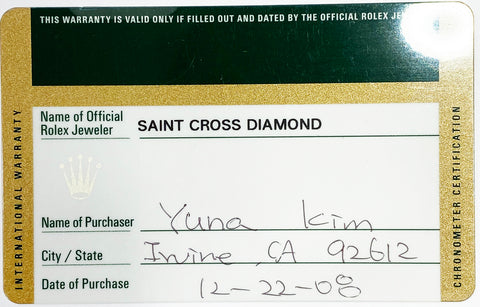 THIS WARRANTY IS VALID ONLY IF FILLED OUT AND DATED BY THE OFFICIAL ROLEX
INTERNATIONAL WARRANTY
Name of Official
Rolex Jeweler SAINT CROSS DIAMOND
Name of Purchaser Yuna Kim
City / State Irvine, CA 92612
Date of Purchase 12-22-08
CHRONOMETER CERTIFICATION